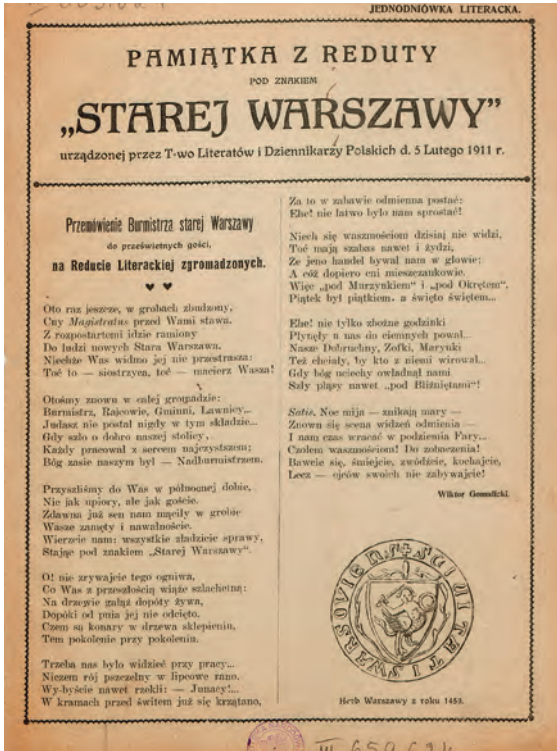 JEDNODNIÓWKA LITERACKA.
PAMIĄTKA Z REDUTY
POD ZNAKIEM
„STAREJ WARSZAWY”
urządzonej przez T-wo Literatów i Dziennikarzy Polskich d. 5 Lutego 1911 r.
Przemówienie Burmistrza starej Warszawy
do prześwietnych gości,
na Reducie Literackiej zgromadzonych.
Oto raz jeszcze, w grobach zbudzony,
Cny Magistratus przed Wami stawa.
Z rozpostartemi idzie ramiony
Do ludzi nowych Stara Warszawa.
Niechże Was widmo jej nie przestrasza:
Toć to — siostrzyca, toć — macierz Wasza!
Otośmy znowu w całej gromadzie:
Burmistrz, Rajcowie, Gminni, Ławnicy...
Judasz nie postał nigdy w tym składzie...
Gdy szło o dobro naszej stolicy,
Każdy pracował z sercem najczystszem;
Bóg zasie naszym był — Nadburmistrzem.
Przyszliśmy do Was w północnej dobie,
Nie jak upiory, ale jak goście.
Zdawna już sen nam mąciły w grobie
Wasze zamęty i nawalnoście.
Wierzcie nam: wszystkie zładzicie sprawy,
Stając pod znakiem „Starej Warszawy”.
O! nie zrywajcie tego ogniwa,
Co Was z przeszłością wiąże szlachetną:
Na drzewie gałąź dopóty żywa,
Dopóki od pnia jej nie odcięto.
Czem są konary w drzewa sklepieniu,
Tem pokolenie przy pokoleniu.
Trzeba nas było widzieć przy pracy...
Niczem rój pszczelny w lipcowe rano.
Wy-byście nawet rzekli: — Junacy!...
W kramach przed świtem już się krzątano,
Za to w zabawie odmienna postać:
Ehe! nie łatwo było nam sprostać!
Niech się waszmościom dzisiaj nie widzi,
Toć mają szabas nawet i żydzi,
Że jeno handel bywał nam w głowie:
A cóż dopiero cni mieszczankowie.
Więc „pod Murzynkiem” i „pod Okrętem”,
Piątek był piątkiem, a święto świętem...
Ehe! nie tylko zbożne godzinki
Płynęły u nas do ciemnych pował...
Nasze Dobruchny, Zofki, Marynki
Też chciały, by kto z niemi wirował...
Gdy bóg uciechy owładnął nami
Szły pląsy nawet „pod Bliźniętami”!
Satis. Noc mija — znikają mary —
Znown się scena widzeń odmienia —
I nam czas wracać w podziemia Fary...
Czołem waszmościom! Do zobaczenia!
Bawcie się, śmiejcie, zwódźcie, kochajcie,
Lecz — ojców swoich nie zabywajcie!
Wiktor Gomulicki.
Herb Warszawy z roku 1459.